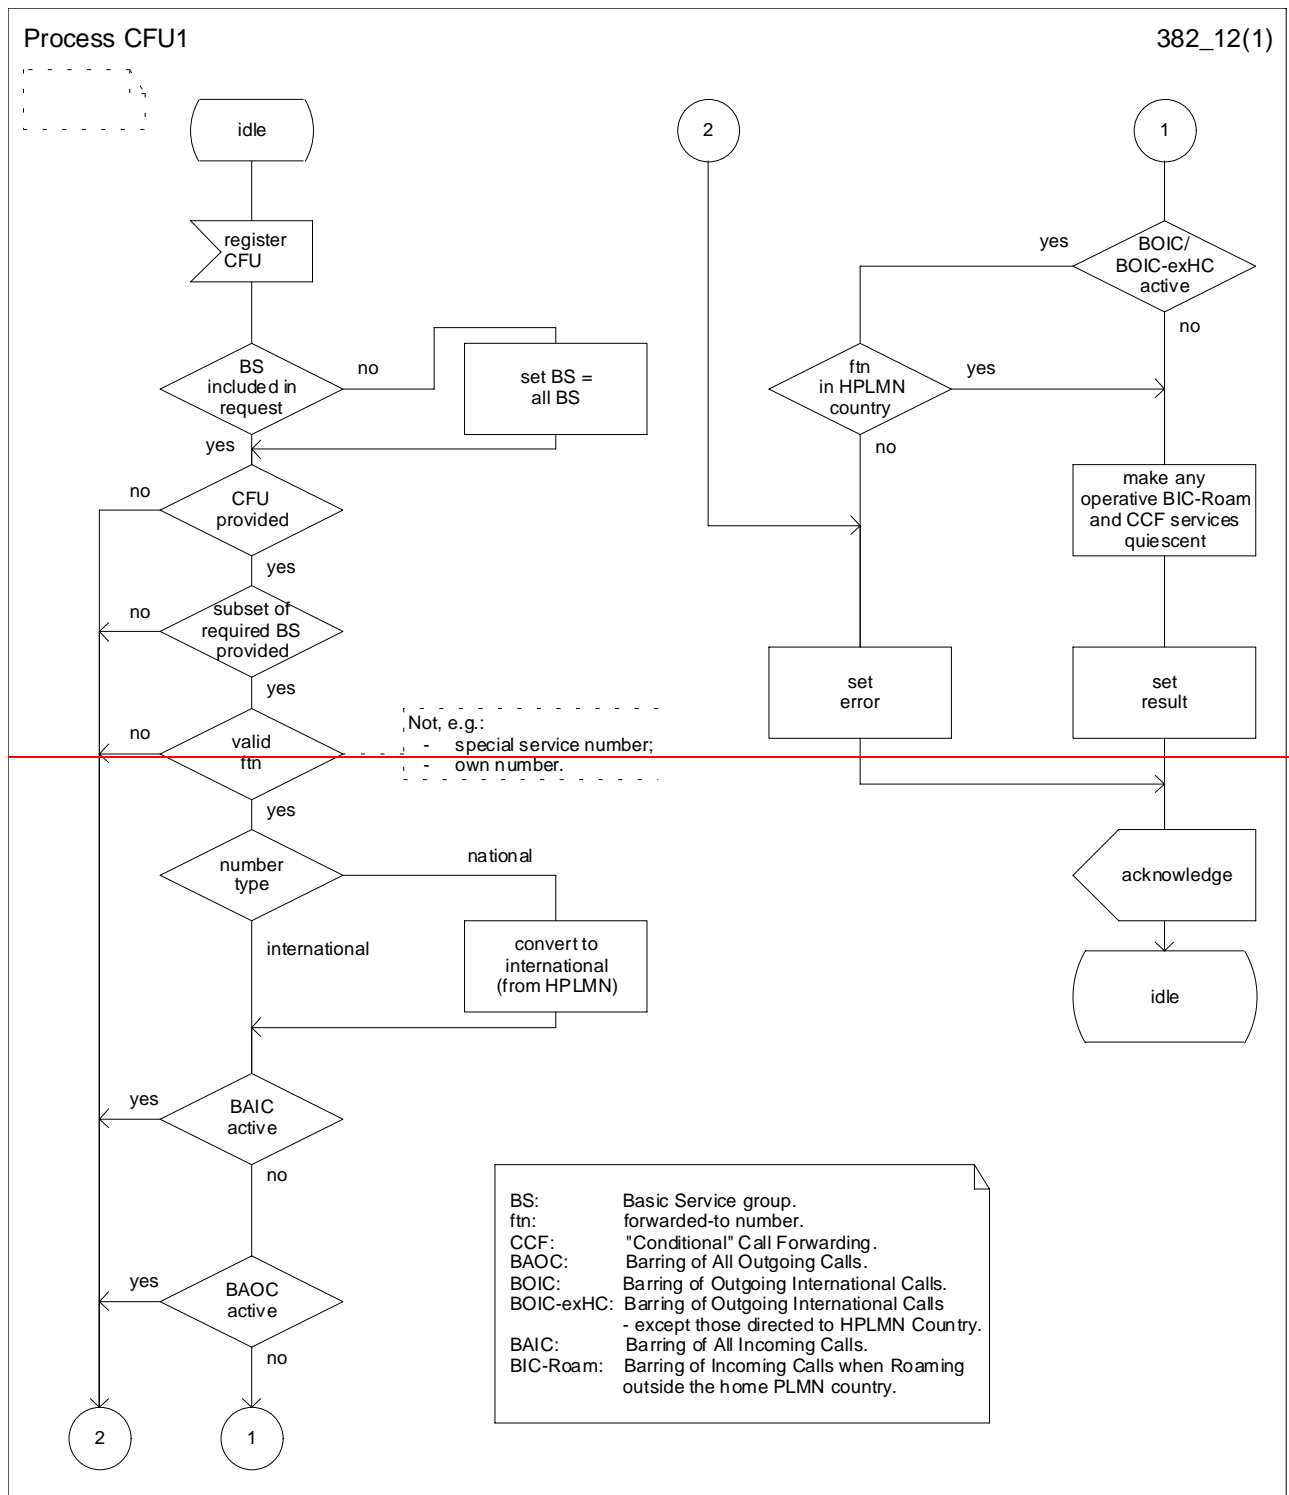 Process CFU1
382_12(1)
idle
register
CFU
BS
included in
request
no
set BS =
all BS
yes
no
CFU
provided
yes
no
subset of
required BS
provided
yes
no
valid
ftn
Not, e.g.:
- special service number;
- own number.
yes
number
type
national
international
convert to
international
(from HPLMN)
yes
BAIC
active
no
yes
BAOC
active
no
2
1
2
1
yes
BOIC/
BOIC-exHC
active
no
ftn
in HPLMN
country
yes
no
make any
operative BIC-Roam
and CCF services
quiescent
set
error
set
result
acknowledge
idle
BS: Basic Service group.
ftn: forwarded-to number.
CCF: "Conditional" Call Forwarding.
BAOC: Barring of All Outgoing Calls.
BOIC: Barring of Outgoing International Calls.
BOIC-exHC: Barring of Outgoing International Calls
- except those directed to HPLMN Country.
BAIC: Barring of All Incoming Calls.
BIC-Roam: Barring of Incoming Calls when Roaming
outside the home PLMN country.